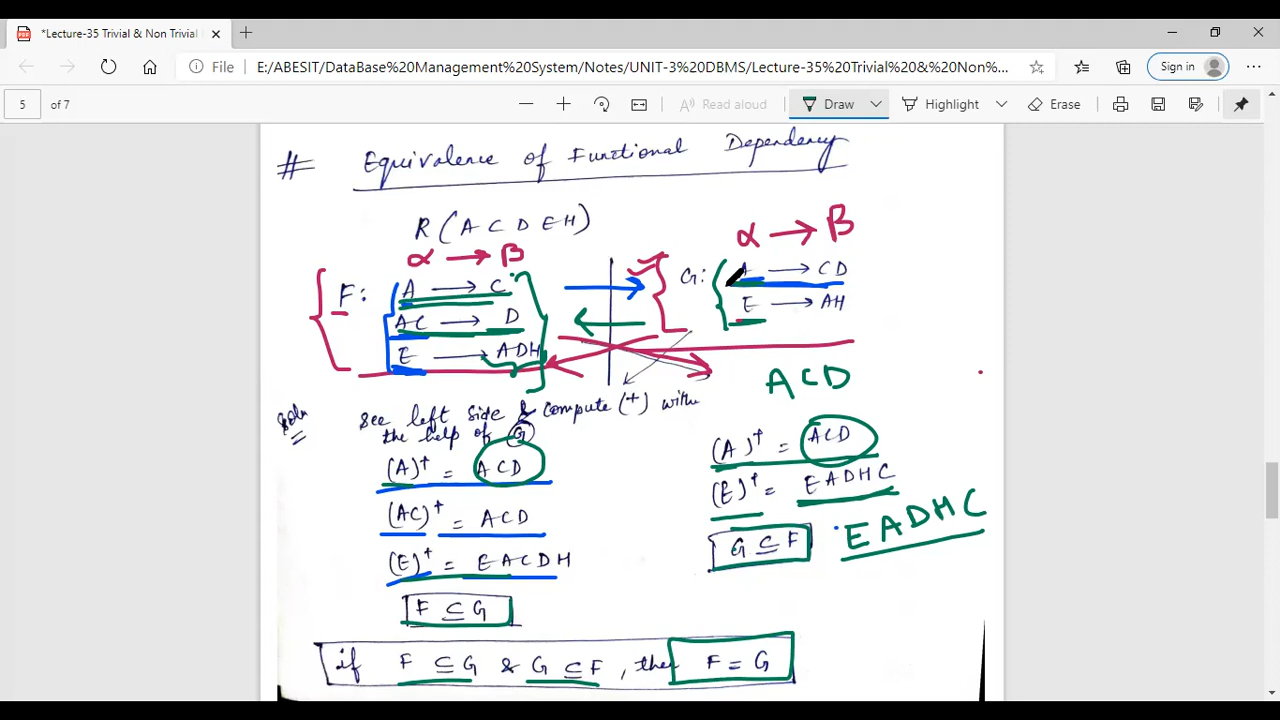 *Lecture-35 Trivial & Non Trivial
File E:/ABESIT/DataBase%20Management%20System/Notes/UNIT-3%20DBMS/Lecture-35%20Trivial%20&%20Non%... Sign in
5 of 7 Read aloud Draw Highlight Erase
# Equivalence of Functional Dependency
R (A C D E H)
α → β
F: A → C
AC → D
E → ADH
α → β
G: A → CD
E → AH
ACD
Soln See left side & compute (+) with
the help of G
(A)+ = ACD
(AC)+ = ACD
(E)+ = EACDH
F ⊆ G
(A)+ = ACD
(E)+ = EADHC
G ⊆ F EADHC
if F ⊆ G & G ⊆ F, then F = G